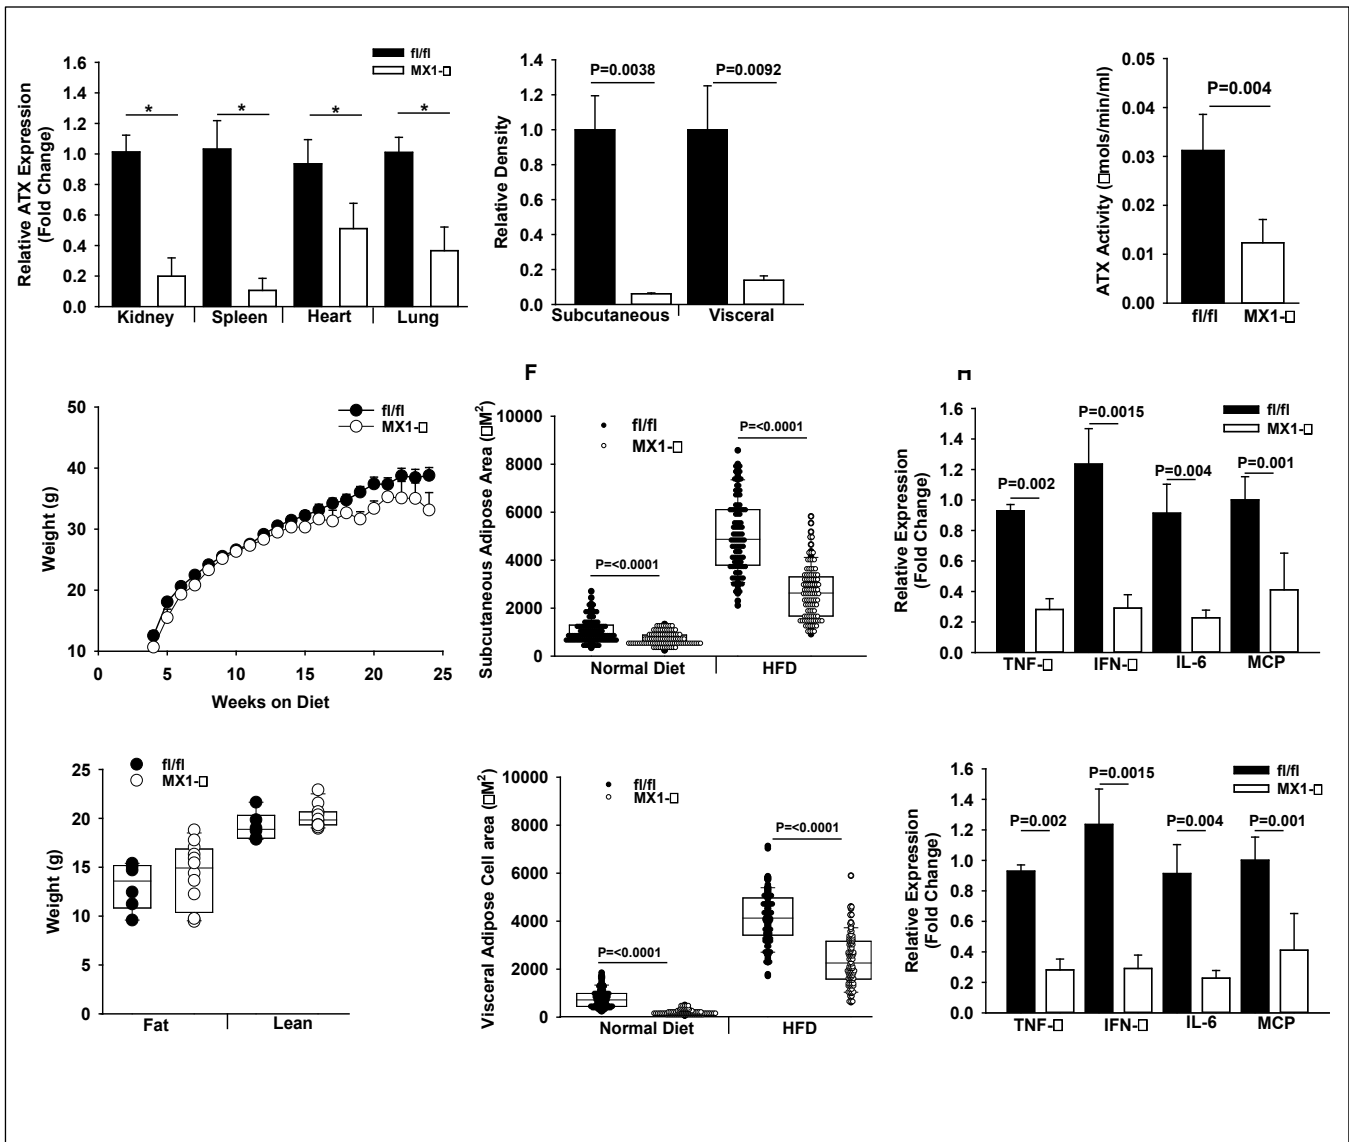 fl/fl
MX1-□
Relative ATX Expression
(Fold Change)
1.6
1.4
1.2
1.0
0.8
0.6
0.4
0.2
0.0
*
*
*
*
Kidney
Spleen
Heart
Lung
Relative Density
1.4
1.2
1.0
0.8
0.6
0.4
0.2
0.0
P=0.0038
P=0.0092
Subcutaneous
Visceral
ATX Activity (□mols/min/ml)
0.05
0.04
0.03
0.02
0.01
0.00
P=0.004
fl/fl
MX1-□
Weight (g)
50
40
30
20
10
fl/fl
MX1-□
0
5
10
15
20
25
Weeks on Diet
F
Subcutaneous Adipose Area (□M²)
10000
8000
6000
4000
2000
0
fl/fl
MX1-□
P=<0.0001
P=<0.0001
Normal Diet
HFD
H
Relative Expression
(Fold Change)
1.6
1.4
1.2
1.0
0.8
0.6
0.4
0.2
0.0
fl/fl
MX1-□
P=0.002
P=0.0015
P=0.004
P=0.001
TNF-□
IFN-□
IL-6
MCP
Weight (g)
25
20
15
10
5
0
fl/fl
MX1-□
Fat
Lean
Visceral Adipose Cell area (□M²)
10000
8000
6000
4000
2000
0
fl/fl
MX1-□
P=<0.0001
P=<0.0001
Normal Diet
HFD
Relative Expression
(Fold Change)
1.6
1.4
1.2
1.0
0.8
0.6
0.4
0.2
0.0
fl/fl
MX1-□
P=0.002
P=0.0015
P=0.004
P=0.001
TNF-□
IFN-□
IL-6
MCP